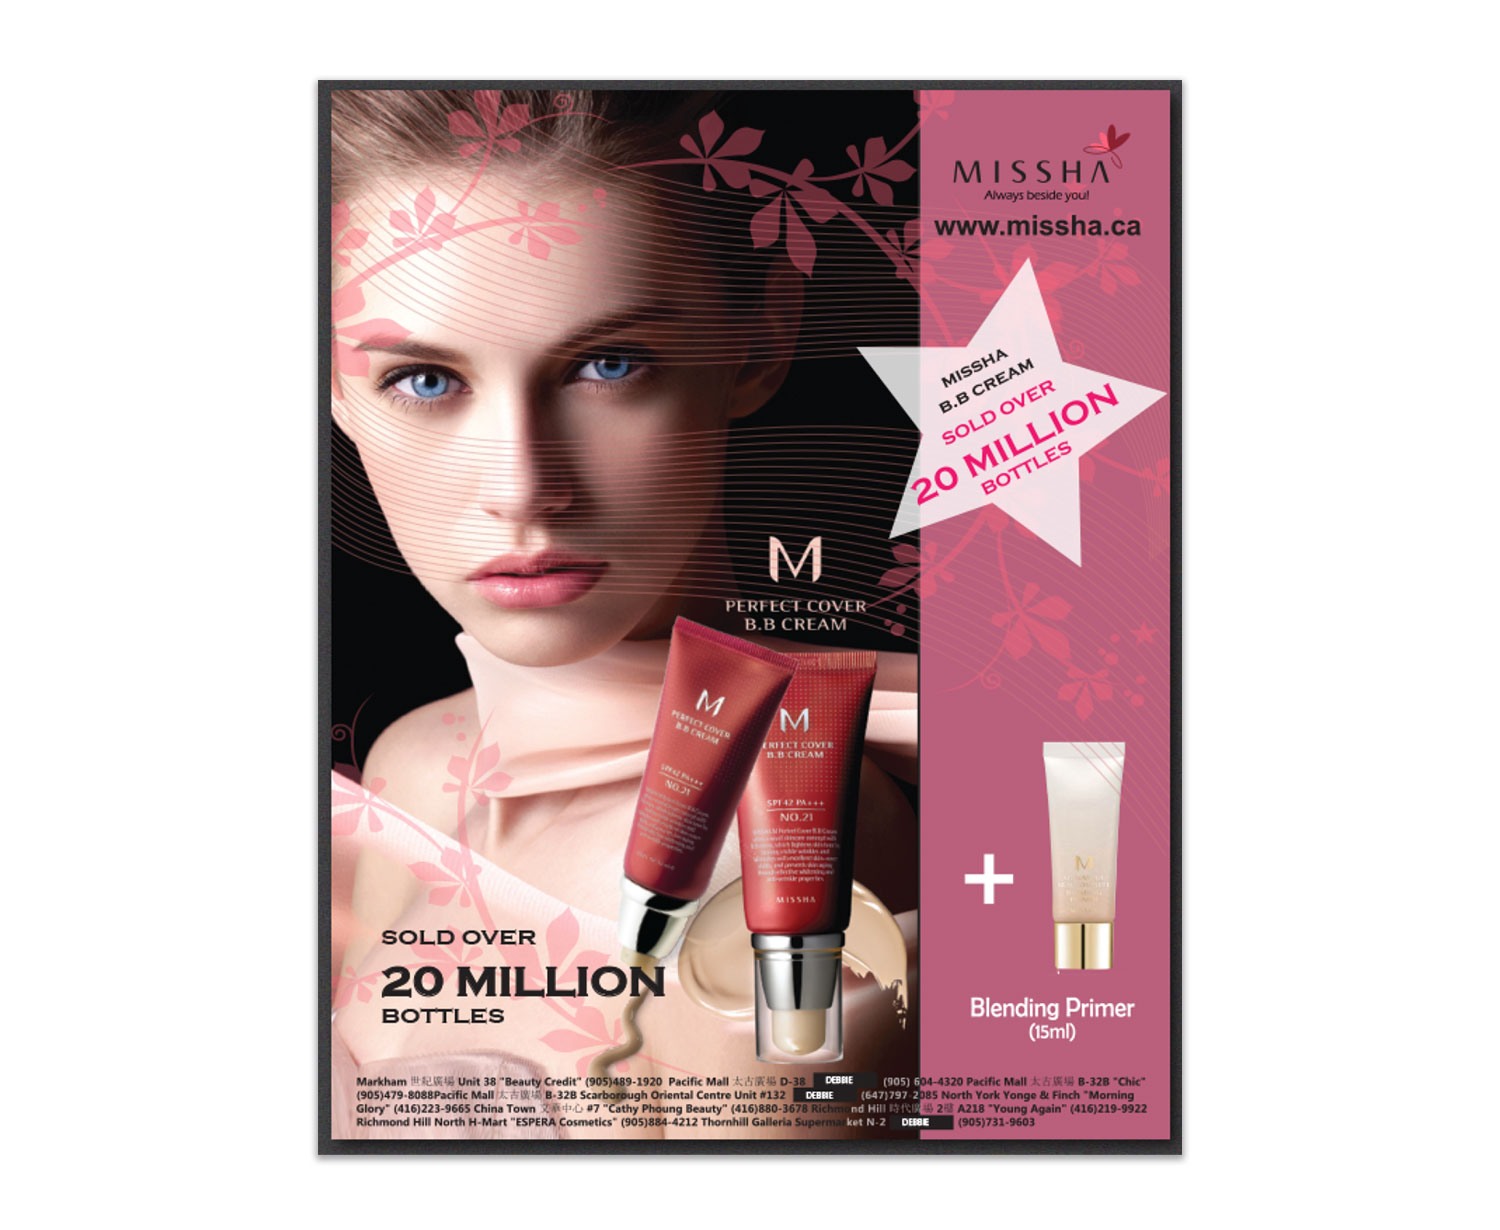 MISSHA
Always beside you!
www.missha.ca
MISSHA
B.B CREAM
SOLD OVER
20 MILLION
BOTTLES
M
PERFECT COVER
B.B CREAM
M
PERFECT COVER
B.B CREAM
SPF42 PA+++
NO.21
M
PERFECT COVER
B.B CREAM
SPF 42 PA+++
NO.21
anti-wrinkle properties.
MISSHA
SOLD OVER
20 MILLION
BOTTLES
+
M
Blending Primer
(15ml)
Markham 世紀廣場 Unit 38 "Beauty Credit" (905)489-1920 Pacific Mall 太古廣場 D-38 DEBBIE (905) 604-4320 Pacific Mall 太古廣場 B-32B "Chic"
(905)479-8088Pacific Mall 太古廣場 B-32B Scarborough Oriental Centre Unit #132 DEBBIE (647)797-2085 North York Yonge & Finch "Morning
Glory" (416)223-9665 China Town 文華中心 #7 "Cathy Phoung Beauty" (416)880-3678 Richmond Hill 時代廣場 2樓 A218 "Young Again" (416)219-9922
Richmond Hill North H-Mart "ESPERA Cosmetics" (905)884-4212 Thornhill Galleria Supermarket N-2 DEBBIE (905)731-9603